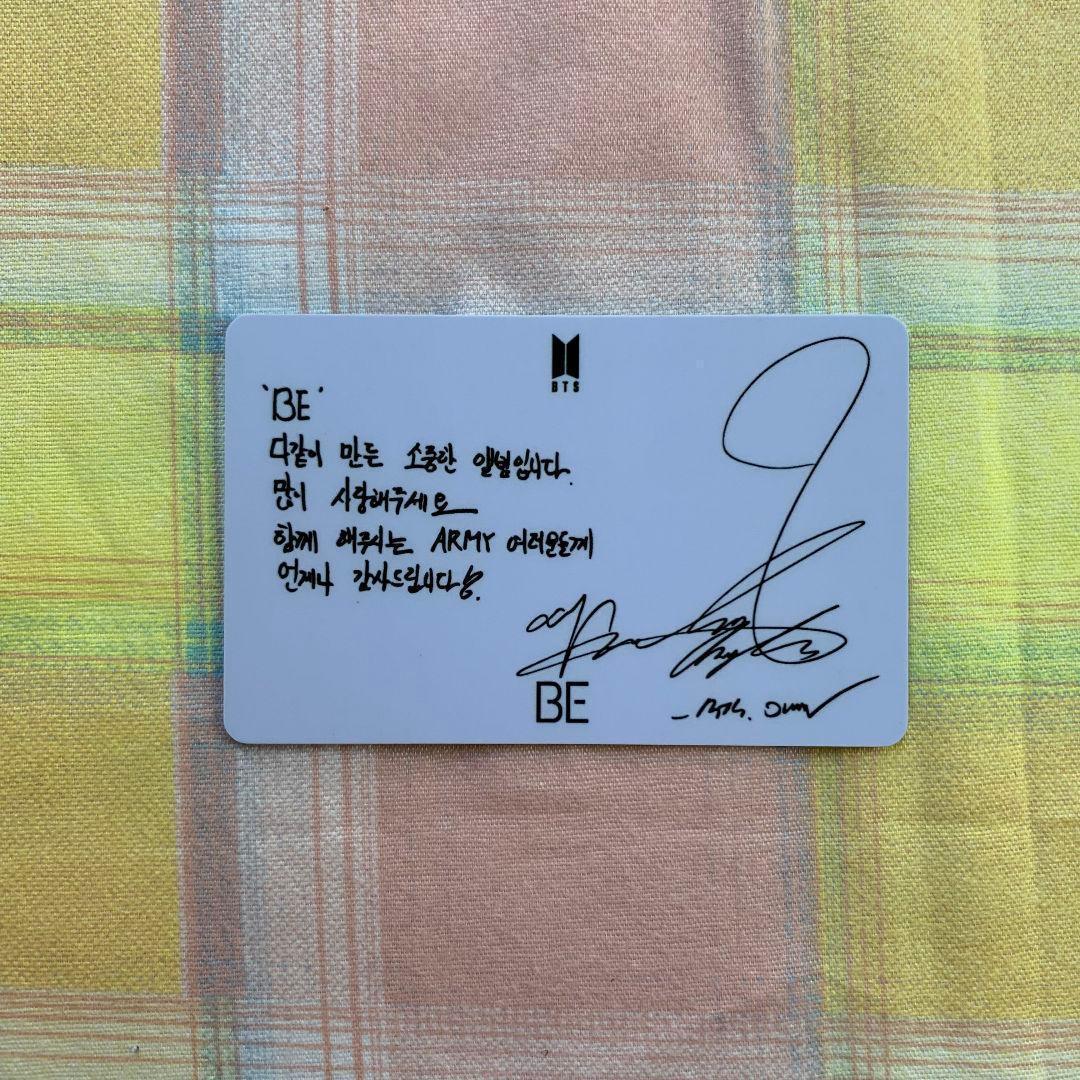 BTS
'BE'
다같이 만든 소중한 앨범입니다.
많이 사랑해주세요
함께 해주시는 ARMY 여러분들께
언제나 감사드립니다!
BE